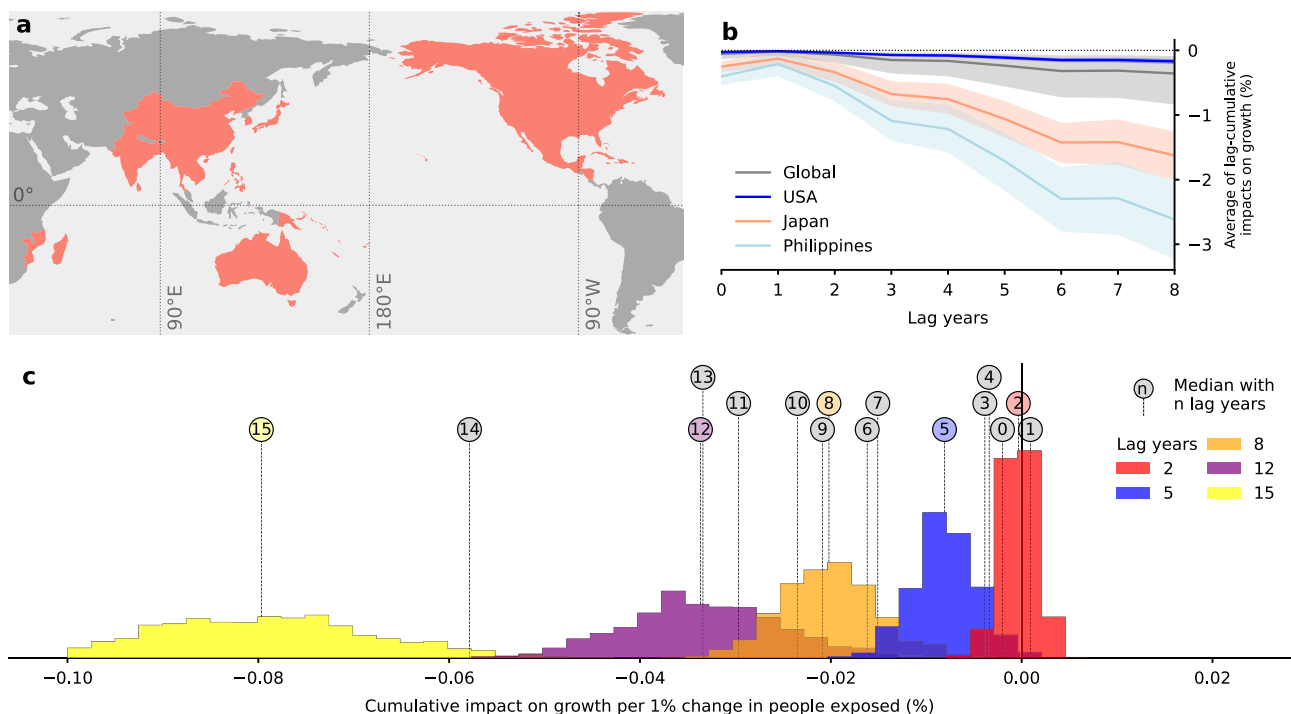 a
0°
90°E
180°E
90°W
b
0
−1
−2
−3
Average of lag-cumulative
impacts on growth (%)
Global
USA
Japan
Philippines
0 1 2 3 4 5 6 7 8
Lag years
c
13 4
11 10 8 7 3 2
15 14 12 9 6 5 0 1
n Median with
n lag years
Lag years
2
5
8
12
15
−0.10 −0.08 −0.06 −0.04 −0.02 0.00 0.02
Cumulative impact on growth per 1% change in people exposed (%)